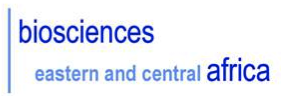 biosciences
eastern and central africa